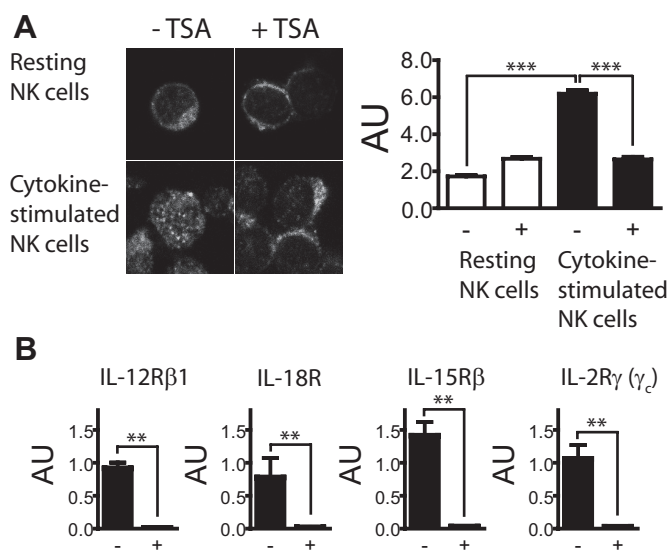 A
- TSA + TSA
Resting
NK cells
Cytokine-
stimulated
NK cells
AU
8.0
6.0
4.0
2.0
0.0
*** ***
- + - +
Resting
NK cells
Cytokine-
stimulated
NK cells
B
IL-12Rβ1 IL-18R IL-15Rβ IL-2Rγ (γc)
** ** ** **
AU AU AU AU
1.5 1.5 1.5 1.5
1.0 1.0 1.0 1.0
0.5 0.5 0.5 0.5
0.0 0.0 0.0 0.0
- + - + - + - +